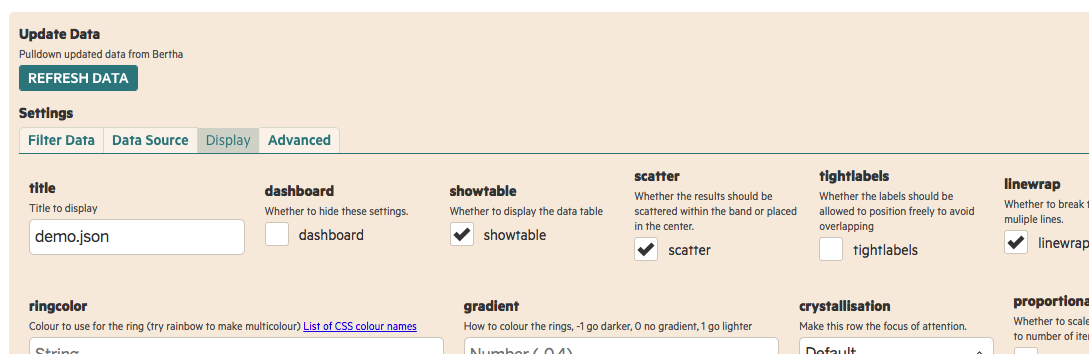 Update Data
Pulldown updated data from Bertha
REFRESH DATA
Settings
Filter Data
Data Source
Display
Advanced
title
Title to display
demo.json
dashboard
Whether to hide these settings.
dashboard
showtable
Whether to display the data table
showtable
scatter
Whether the results should be
scattered within the band or placed
in the center.
scatter
tightlabels
Whether the labels should be
allowed to position freely to avoid
overlapping
tightlabels
linewrap
Whether to break
muliple lines.
linewrap
ringcolor
Colour to use for the ring (try rainbow to make multicolour) List of CSS colour names
String
gradient
How to colour the rings, -1 go darker, 0 no gradient, 1 go lighter
Number (0.4)
crystallisation
Make this row the focus of attention.
Default
proportiona
Whether to scale
to number of ite